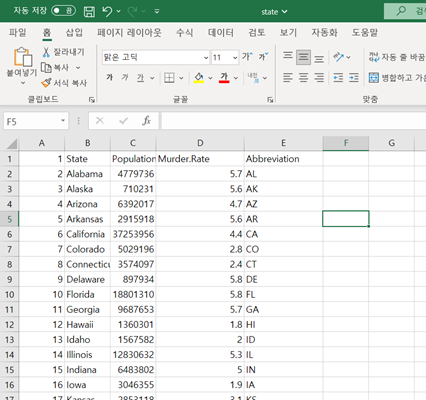 자동 저장 끔 state 검색
파일 홈 삽입 페이지 레이아웃 수식 데이터 검토 보기 자동화 도움말
붙여넣기 잘라내기 복사 서식 복사
맑은 고딕 11 가^ 가ˇ
가 가 가 가 내천
자동 줄 바꿈
병합하고 가운
클립보드 글꼴 맞춤
F5 fx
A B C D E F G
1 1 State Population Murder.Rate Abbreviation
2 2 Alabama 4779736 5.7 AL
3 3 Alaska 710231 5.6 AK
4 4 Arizona 6392017 4.7 AZ
5 5 Arkansas 2915918 5.6 AR
6 6 California 37253956 4.4 CA
7 7 Colorado 5029196 2.8 CO
8 8 Connecticu 3574097 2.4 CT
9 9 Delaware 897934 5.8 DE
10 10 Florida 18801310 5.8 FL
11 11 Georgia 9687653 5.7 GA
12 12 Hawaii 1360301 1.8 HI
13 13 Idaho 1567582 2 ID
14 14 Illinois 12830632 5.3 IL
15 15 Indiana 6483802 5 IN
16 16 Iowa 3046355 1.9 IA
17 17 Kansas 2853118 3.1 KS